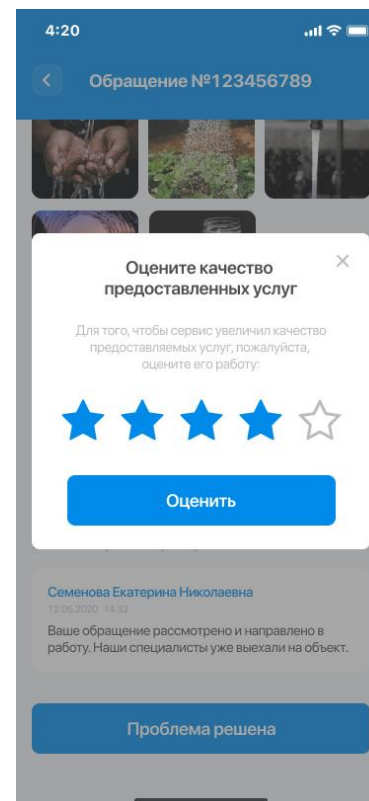 4:20
Обращение №123456789
Оцените качество
предоставленных услуг
Для того, чтобы сервис увеличил качество
предоставляемых услуг, пожалуйста,
оцените его работу:
Оценить
Семенова Екатерина Николаевна
12.05.2020 14.32
Ваше обращение рассмотрено и направлено в
работу. Наши специалисты уже выехали на объект.
Проблема решена